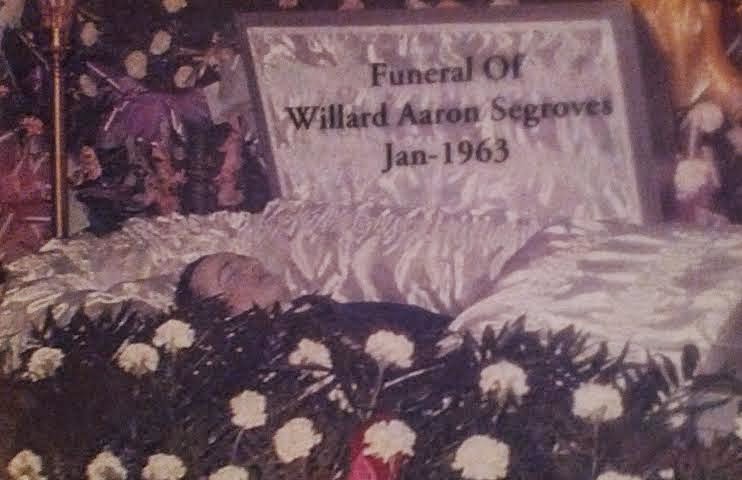 Funeral Of
Willard Aaron Segroves
Jan-1963